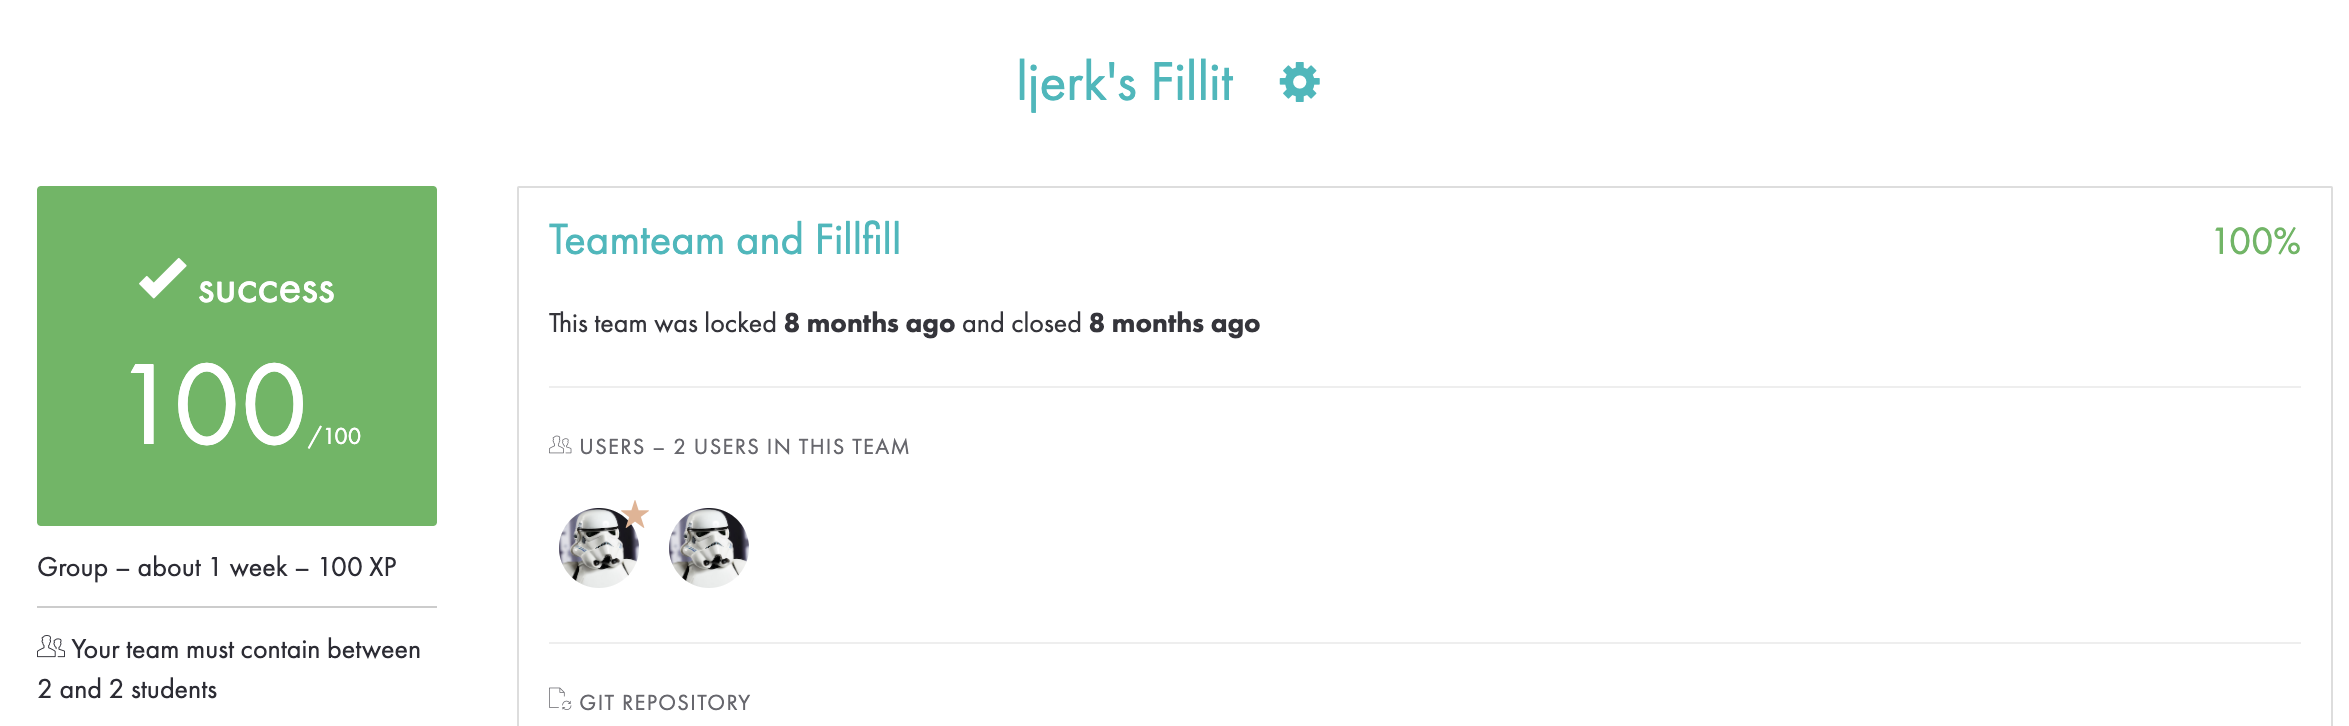 ljerk's Fillit
success
100/100
Group – about 1 week – 100 XP
Your team must contain between
2 and 2 students
Teamteam and Fillfill
100%
This team was locked 8 months ago and closed 8 months ago
USERS – 2 USERS IN THIS TEAM
GIT REPOSITORY